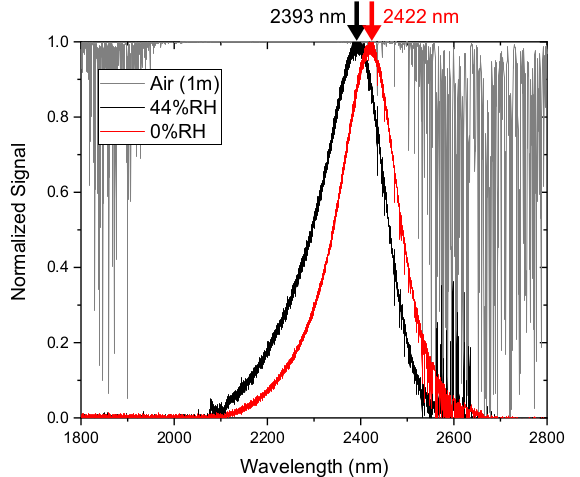 2393 nm 2422 nm
1.0
0.8
0.6
0.4
0.2
0.0
Normalized Signal
Air (1m)
44%RH
0%RH
1800 2000 2200 2400 2600 2800
Wavelength (nm)